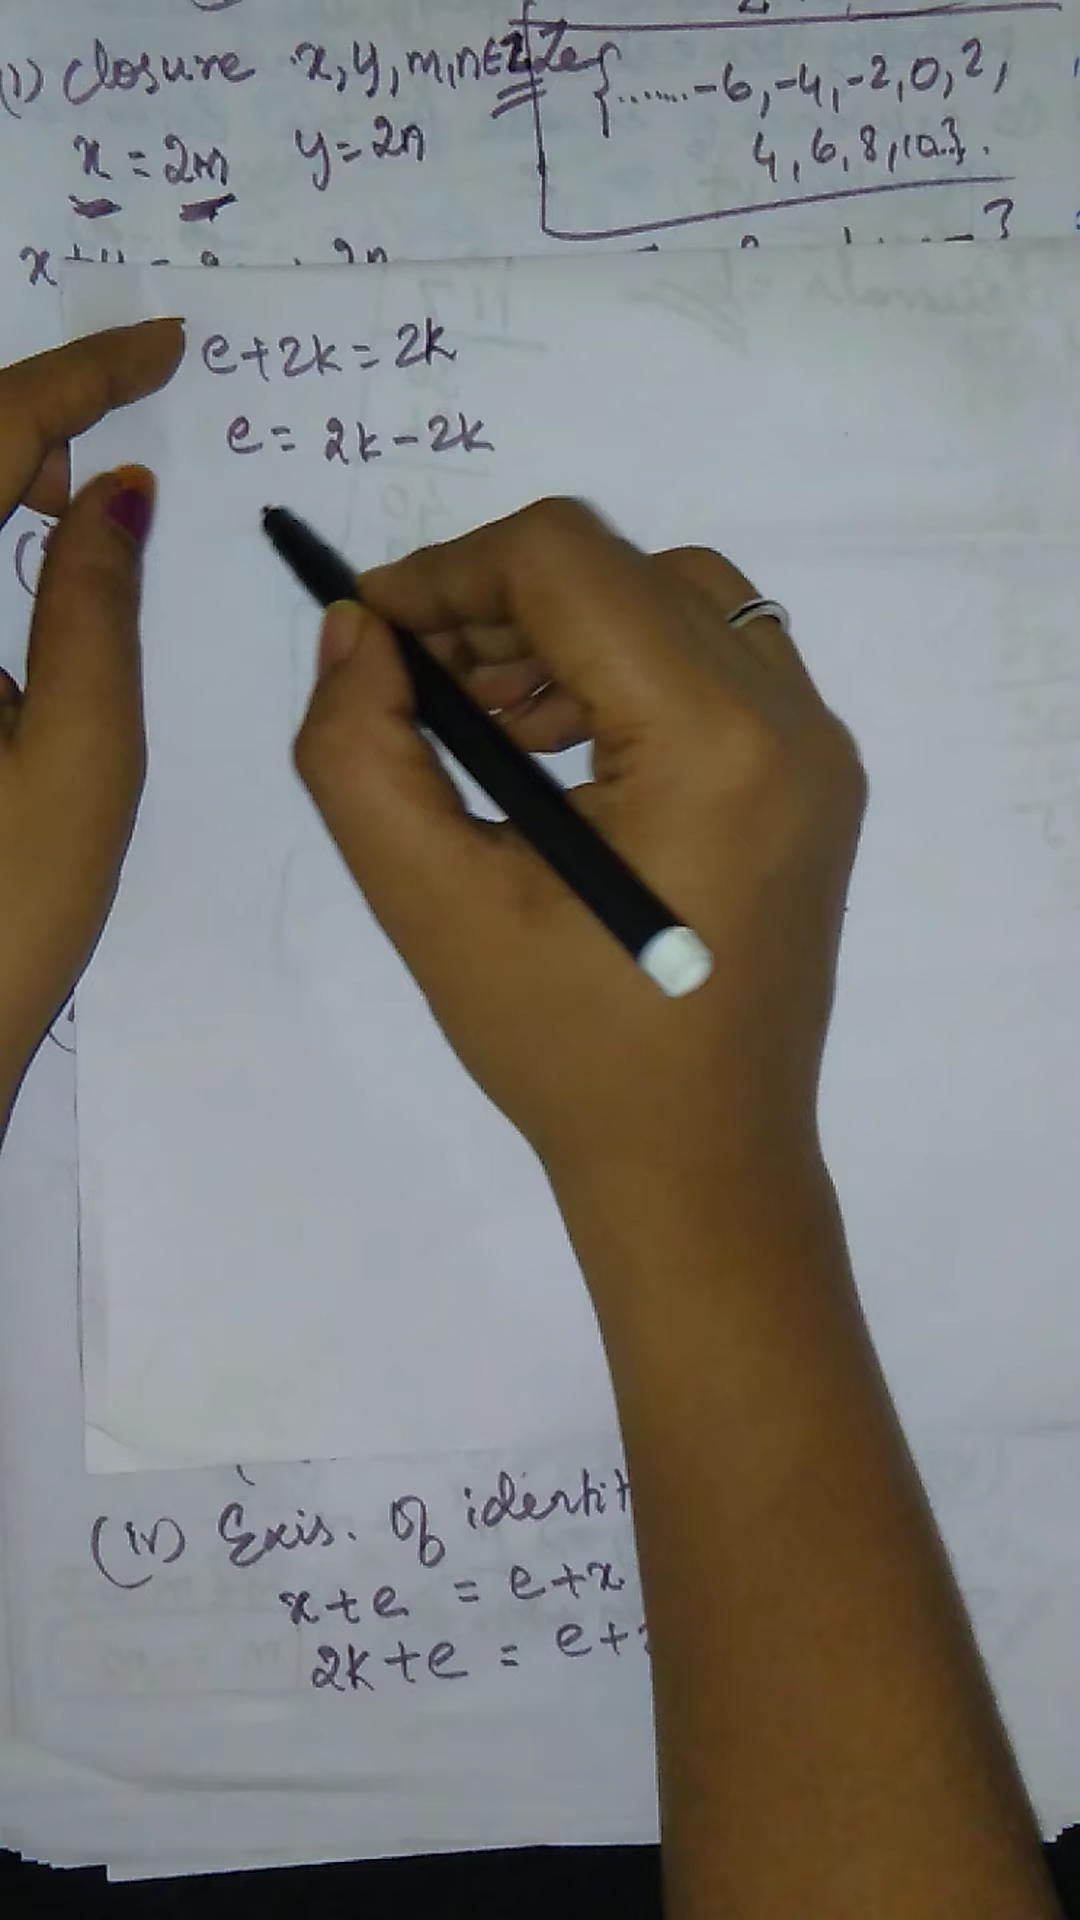 (i) closure x, y, m, n ∈ Z
Ze {.......-6,-4,-2,0,2,
4,6,8,10..}.
x = 2m y = 2n
e+2k = 2k
e = 2k-2k
(iv) Exis. of identit
x+e = e+x
2k+e = e+